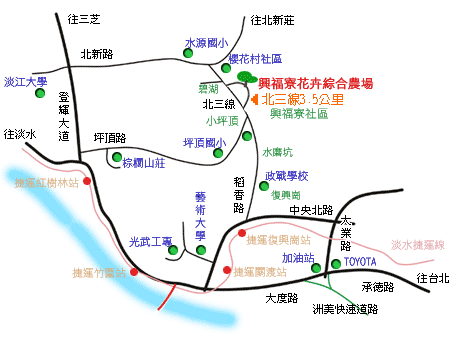 往三芝
往北新莊
水源國小
北新路
櫻花村社區
淡江大學
碧湖
興福寮花卉綜合農場
北三線3.5公里
北三線
登輝大道
興福寮社區
小坪頂
往淡水
坪頂路
坪頂國小
水磨坑
棕櫚山莊
政戰學校
捷運紅樹林站
稻香路
復興崗
藝術大學
中央北路
大業路
光武工專
捷運復興崗站
淡水捷運線
加油站
TOYOTA
捷運竹圍站
捷運關渡站
往台北
承德路
大度路
洲美快速道路